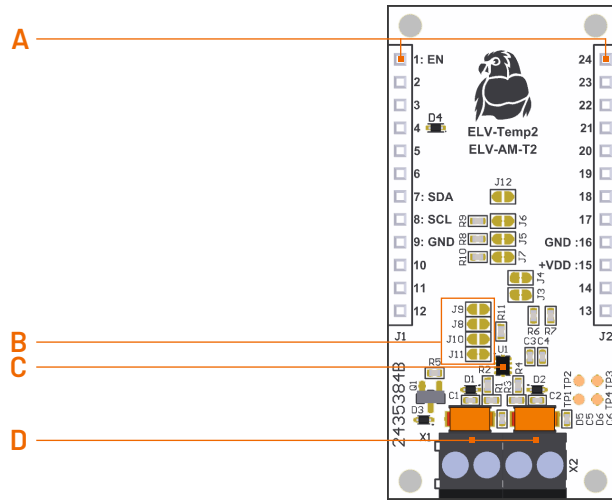 A
1: EN
24
2
23
3
22
D4
4
ELV-Temp2
21
5
ELV-AM-T2
20
6
19
J12
7: SDA
18
R9
J6
8: SCL
17
R8
J5
9: GND
GND :16
R10
J7
10
+VDD :15
J4
11
14
J3
12
13
J9
R11
R6
R7
J1
J2
B
J8
J10
C3
C4
J11
U1
C
R5
R2
R4
TP2
TP3
Q1
D1
R1
R3
D2
C1
C2
TP1
TP4
D3
D5
C5
D6
C6
2435384B
D
X1
X2